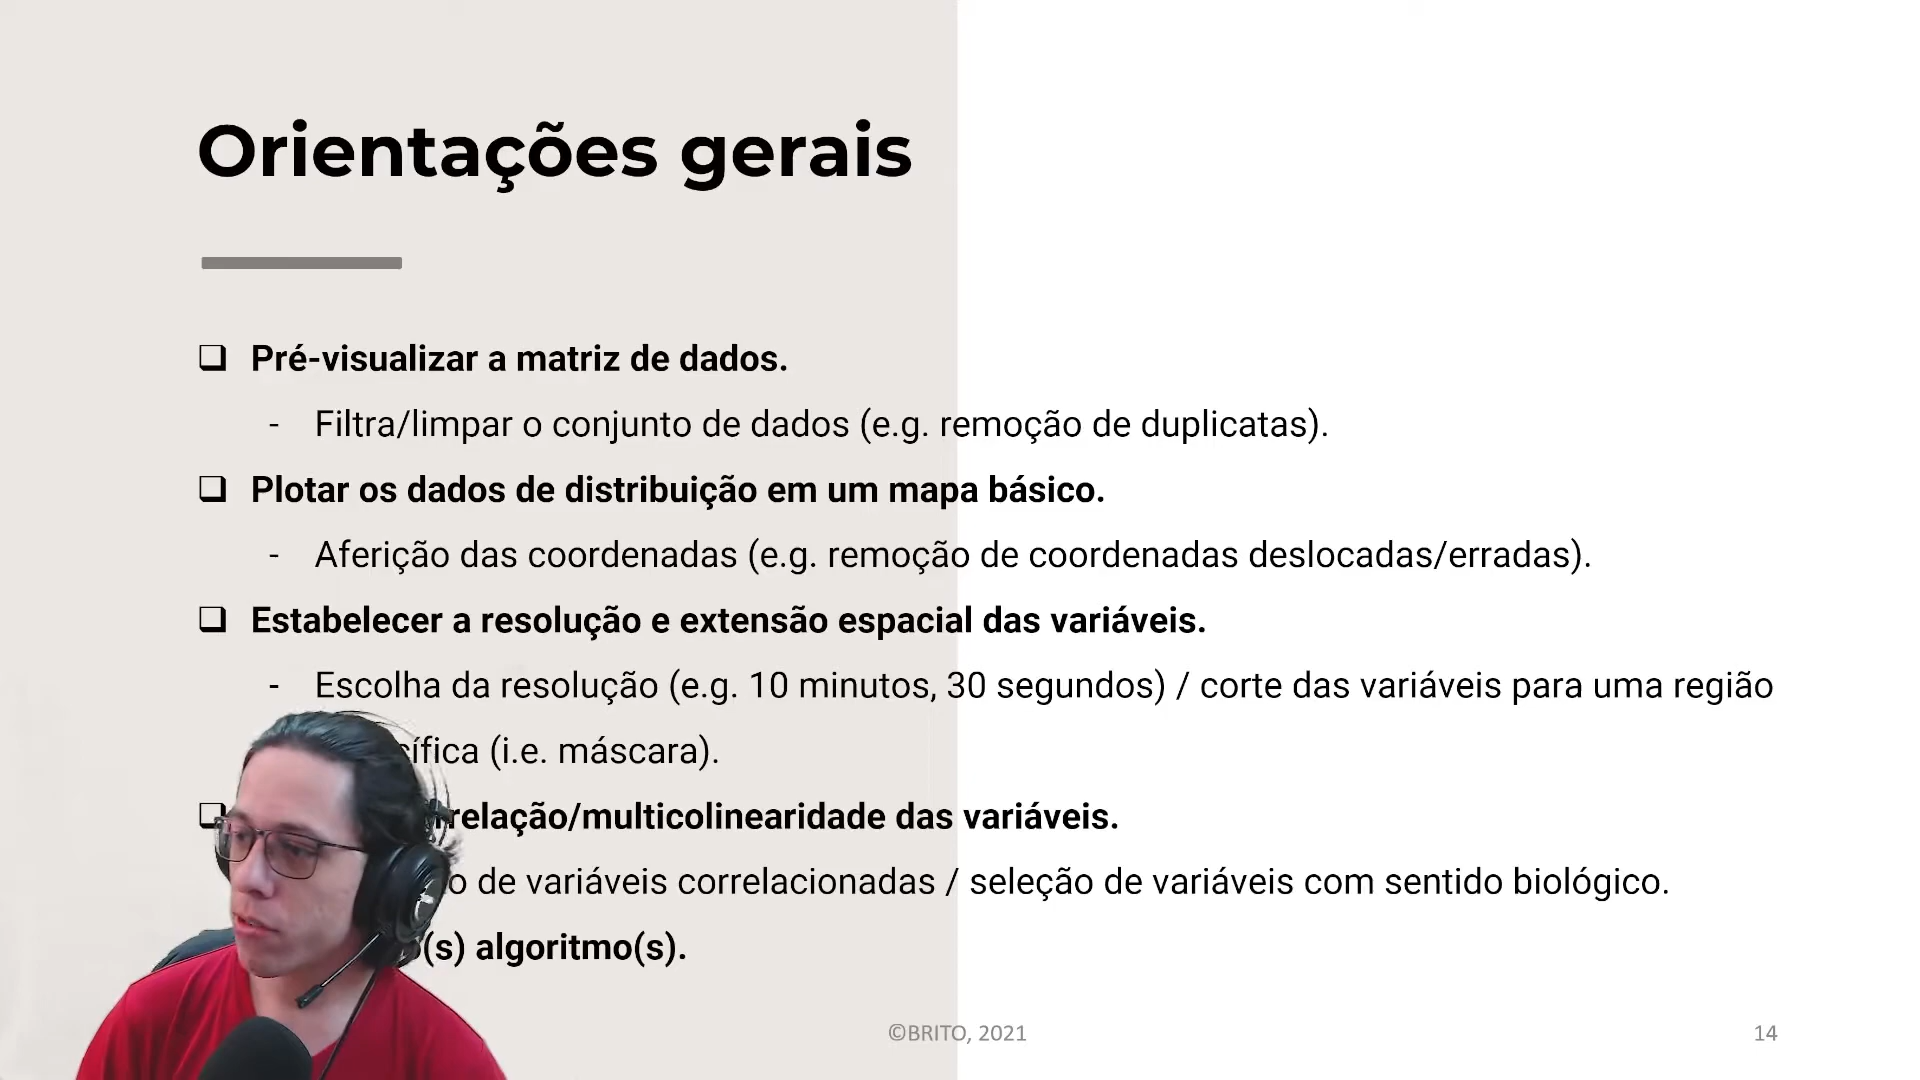 Orientações gerais
❑ Pré-visualizar a matriz de dados.
- Filtra/limpar o conjunto de dados (e.g. remoção de duplicatas).
❑ Plotar os dados de distribuição em um mapa básico.
- Aferição das coordenadas (e.g. remoção de coordenadas deslocadas/erradas).
❑ Estabelecer a resolução e extensão espacial das variáveis.
- Escolha da resolução (e.g. 10 minutos, 30 segundos) / corte das variáveis para uma região
(i.e. máscara).
❑ das variáveis.
de variáveis correlacionadas / seleção de variáveis com sentido biológico.
algoritmo(s).
©BRITO, 2021
14